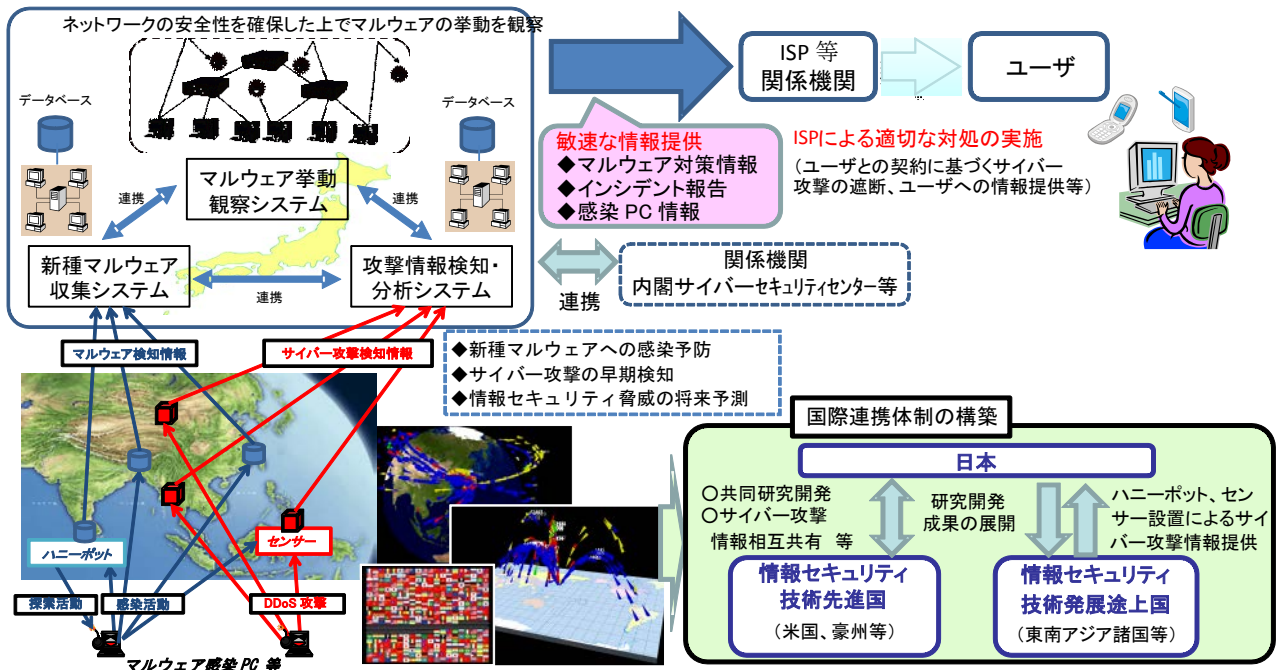 ネットワークの安全性を確保した上でマルウェアの挙動を観察
データベース
データベース
マルウェア挙動
観察システム
連携
連携
新種マルウェア
収集システム
連携
攻撃情報検知・
分析システム
ISP 等
関係機関
ユーザ
敏速な情報提供
◆マルウェア対策情報
◆インシデント報告
◆感染 PC 情報
ISPによる適切な対処の実施
（ユーザとの契約に基づくサイバー
攻撃の遮断、ユーザへの情報提供等）
連携
関係機関
内閣サイバーセキュリティセンター等
マルウェア検知情報
サイバー攻撃検知情報
◆新種マルウェアへの感染予防
◆サイバー攻撃の早期検知
◆情報セキュリティ脅威の将来予測
ハニーポット
センサー
探索活動
感染活動
DDoS 攻撃
マルウェア感染 PC 等
国際連携体制の構築
日本
○共同研究開発
○サイバー攻撃
情報相互共有 等
研究開発
成果の展開
ハニーポット、セン
サー設置によるサイ
バー攻撃情報提供
情報セキュリティ
技術先進国
（米国、豪州等）
情報セキュリティ
技術発展途上国
（東南アジア諸国等）